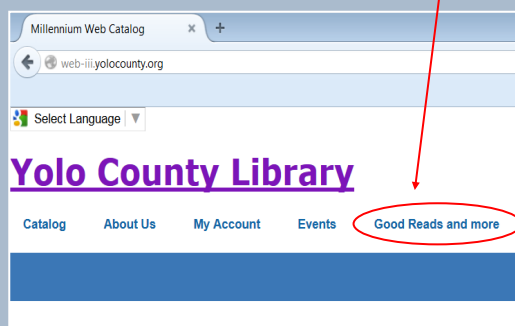 Millennium Web Catalog × +
web-iii.yolocounty.org
Select Language ▼
Yolo County Library
Catalog About Us My Account Events Good Reads and more